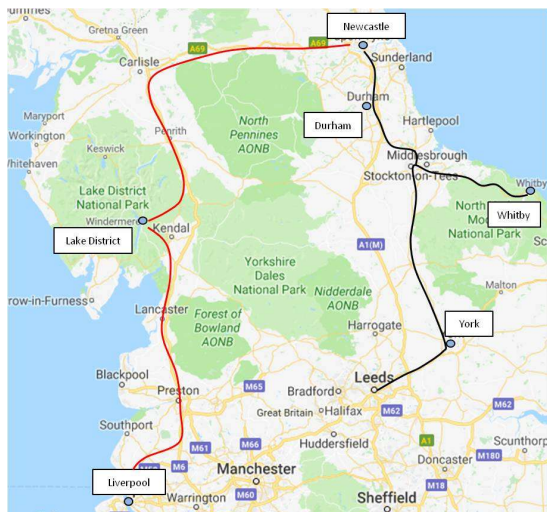 Newcastle
Gretna Green
A69
A69
Carlisle
Sunderland
Maryport
Penrith
North
Pennines
AONB
Durham
Durham
Hartlepool
Workington
Keswick
Whitehaven
Middlesbrough
Stockton-on-Tees
Lake District
National Park
Whitby
Whitby
Windermere
Kendal
Lake District
North
National Park
A1(M)
Yorkshire
Dales
National Park
Nidderdale
AONB
Malton
row-in-Furness
Lancaster
Forest of
Bowland
AONB
Harrogate
York
Blackpool
Preston
M65
Bradford
Leeds
Great Britain
Halifax
M62
M62
Southport
Huddersfield
A1
Scunthorp
M61
M66
M180
Doncaster
M6
Manchester
Liverpool
Warrington
M60
M18
Sheffield